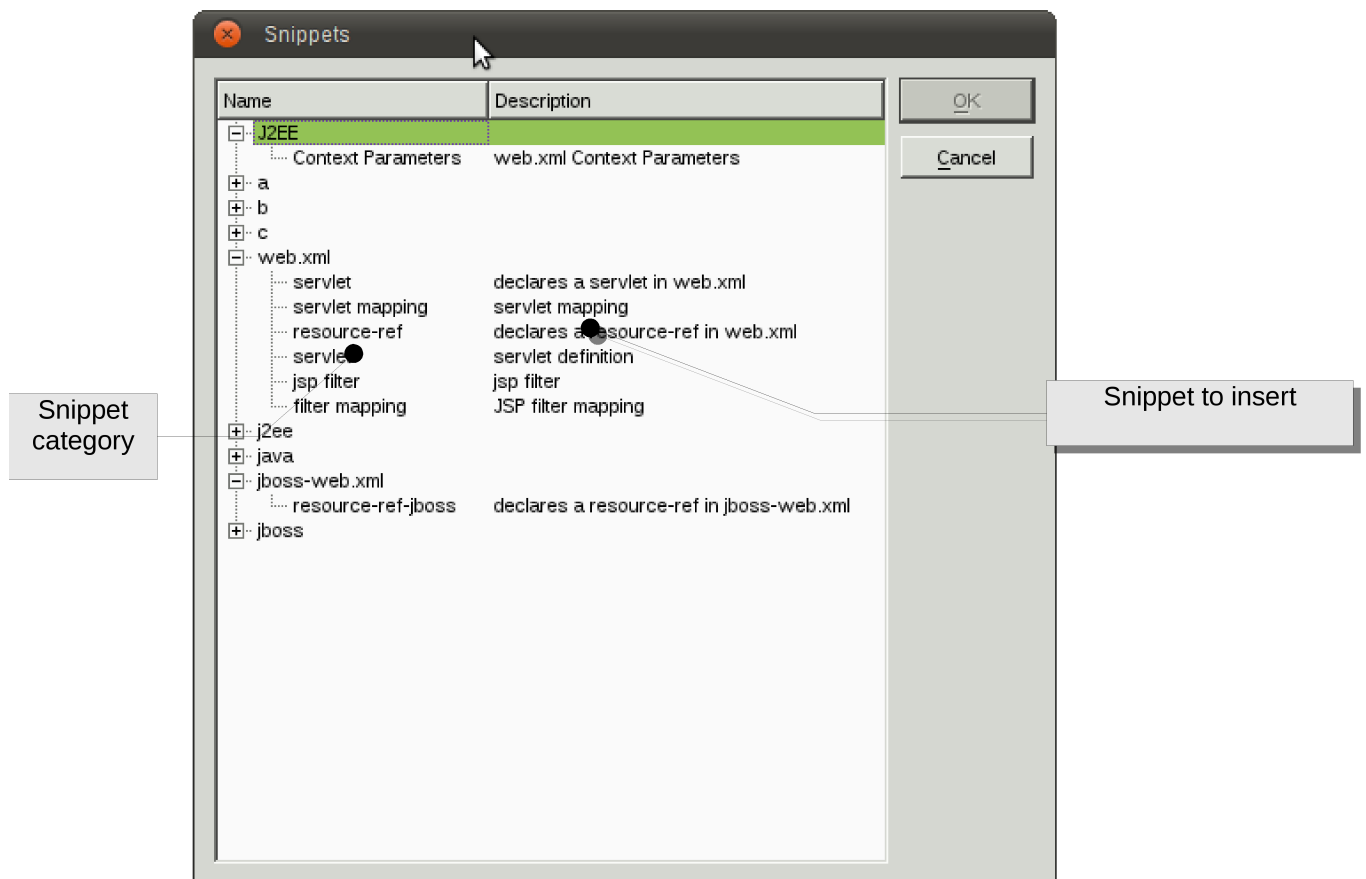 Snippets
Name Description
OK
J2EE
Cancel
Context Parameters web.xml Context Parameters
a
b
c
web.xml
servlet declares a servlet in web.xml
servlet mapping servlet mapping
resource-ref declares a resource-ref in web.xml
servlet servlet definition
jsp filter jsp filter
Snippet to insert
filter mapping JSP filter mapping
Snippet
category
j2ee
java
jboss-web.xml
resource-ref-jboss declares a resource-ref in jboss-web.xml
jboss